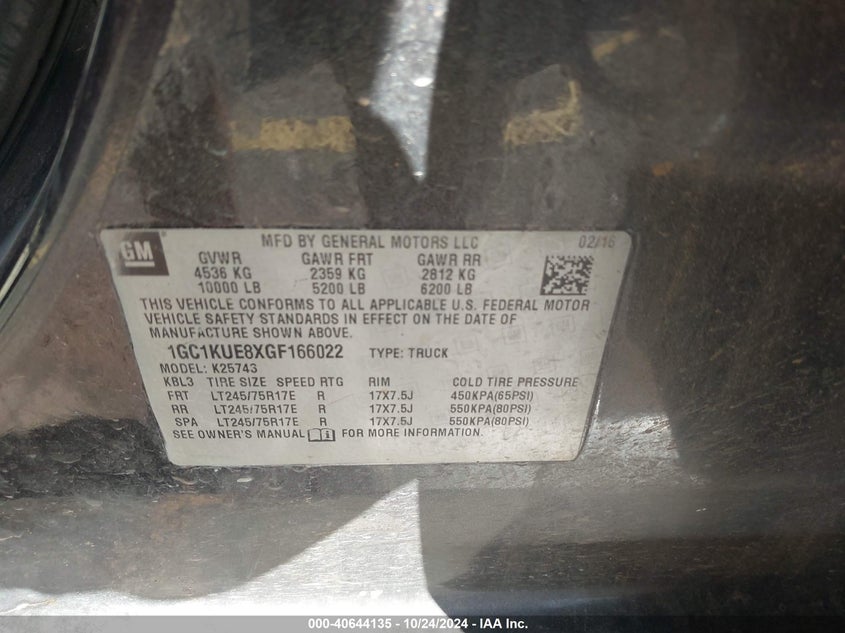 GM
MFD BY GENERAL MOTORS LLC 02/16
GVWR GAWR FRT GAWR RR
4536 KG 2359 KG 2812 KG
10000 LB 5200 LB 6200 LB
THIS VEHICLE CONFORMS TO ALL APPLICABLE U.S. FEDERAL MOTOR
VEHICLE SAFETY STANDARDS IN EFFECT ON THE DATE OF
MANUFACTURE SHOWN ABOVE.
1GC1KUE8XGF166022 TYPE: TRUCK
MODEL: K25743
KBL3 TIRE SIZE SPEED RTG RIM COLD TIRE PRESSURE
FRT LT245/75R17E R 17X7.5J 450KPA(65PSI)
RR LT245/75R17E R 17X7.5J 550KPA(80PSI)
SPA LT245/75R17E R 17X7.5J 550KPA(80PSI)
SEE OWNER'S MANUAL FOR MORE INFORMATION.
000-40644135 - 10/24/2024 - IAA Inc.